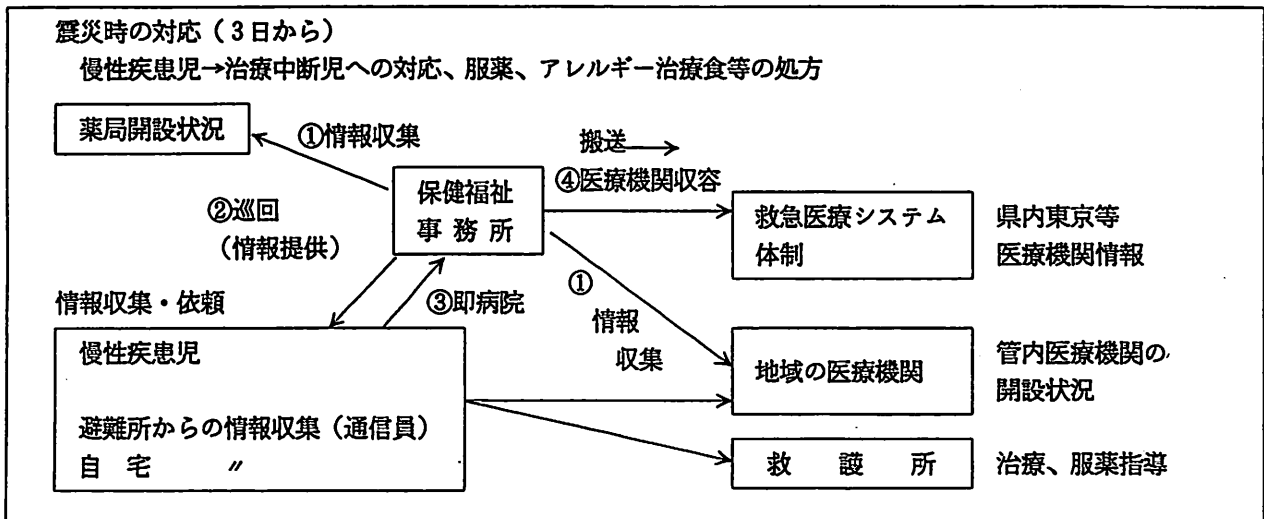 震災時の対応（3日から）
慢性疾患児→治療中断児への対応、服薬、アレルギー治療食等の処方
薬局開設状況
①情報収集
搬送
④医療機関収容
保健福祉
事務所
②巡回
（情報提供）
救急医療システム
体制
県内東京等
医療機関情報
情報収集・依頼
③即病院
①
情報
収集
慢性疾患児
避難所からの情報収集（通信員）
自宅　〃
地域の医療機関
管内医療機関の
開設状況
救護所
治療、服薬指導